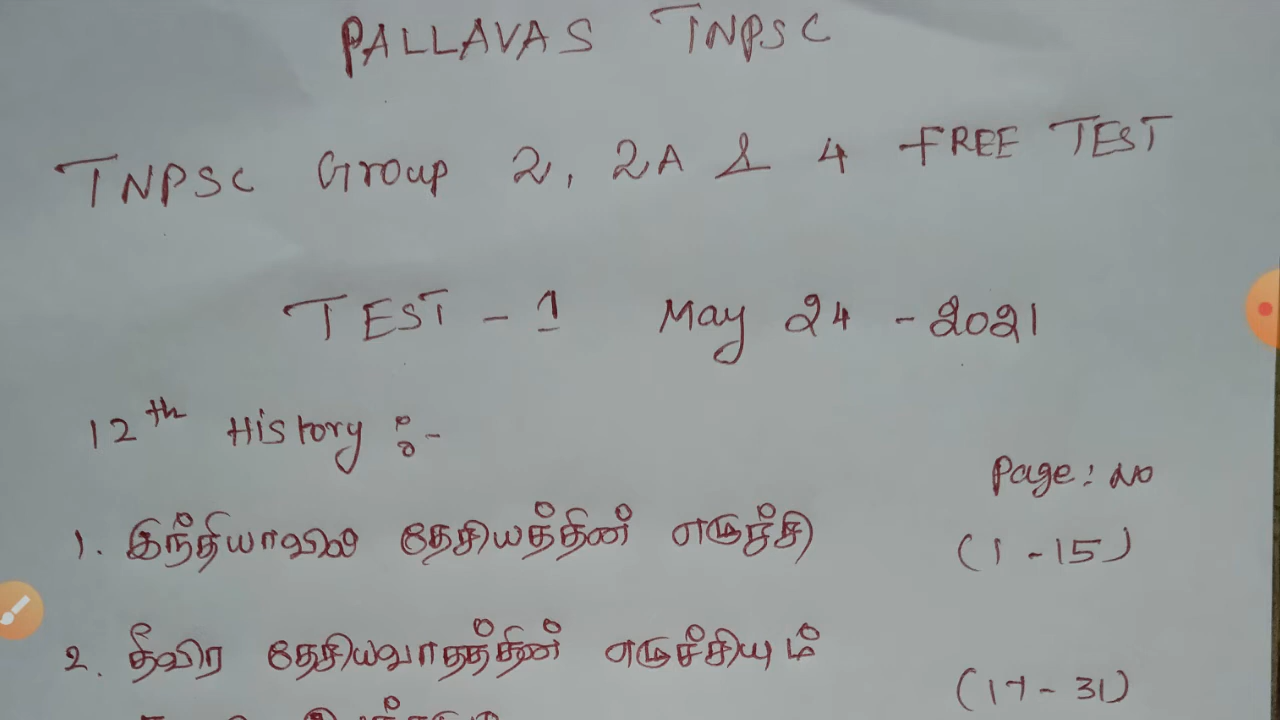 PALLAVAS TNPSC
TNPSC Group 2, 2A & 4 FREE TEST
TEST - 1 May 24 - 2021
12th History :-
Page: No
1. இந்தியாவில் தேசியத்தின் எழுச்சி (1 - 15)
2. தீவிர தேசியவாதத்தின் எழுச்சியும் (17 - 31)